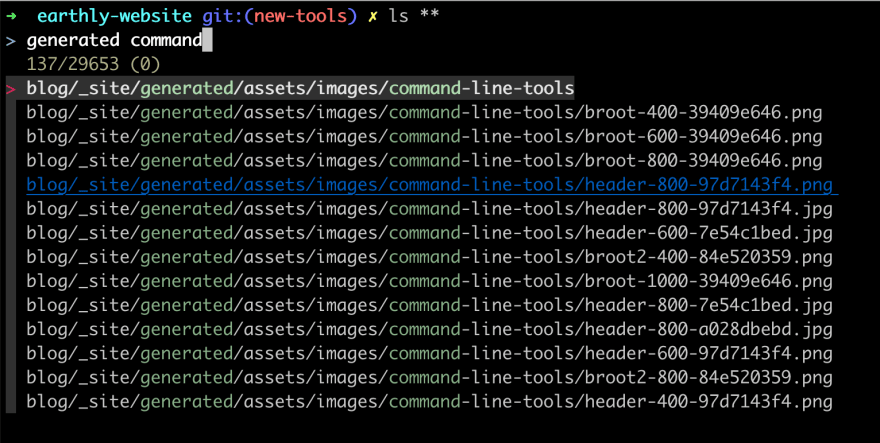 ➜ earthly-website git:(new-tools) ✗ ls **
> generated command
137/29653 (0)
> blog/_site/generated/assets/images/command-line-tools
blog/_site/generated/assets/images/command-line-tools/broot-400-39409e646.png
blog/_site/generated/assets/images/command-line-tools/broot-600-39409e646.png
blog/_site/generated/assets/images/command-line-tools/broot-800-39409e646.png
blog/_site/generated/assets/images/command-line-tools/header-800-97d7143f4.png
blog/_site/generated/assets/images/command-line-tools/header-800-97d7143f4.jpg
blog/_site/generated/assets/images/command-line-tools/header-600-7e54c1bed.jpg
blog/_site/generated/assets/images/command-line-tools/broot2-400-84e520359.png
blog/_site/generated/assets/images/command-line-tools/broot-1000-39409e646.png
blog/_site/generated/assets/images/command-line-tools/header-800-7e54c1bed.jpg
blog/_site/generated/assets/images/command-line-tools/header-800-a028dbebd.jpg
blog/_site/generated/assets/images/command-line-tools/header-600-97d7143f4.png
blog/_site/generated/assets/images/command-line-tools/broot2-800-84e520359.png
blog/_site/generated/assets/images/command-line-tools/header-400-97d7143f4.png